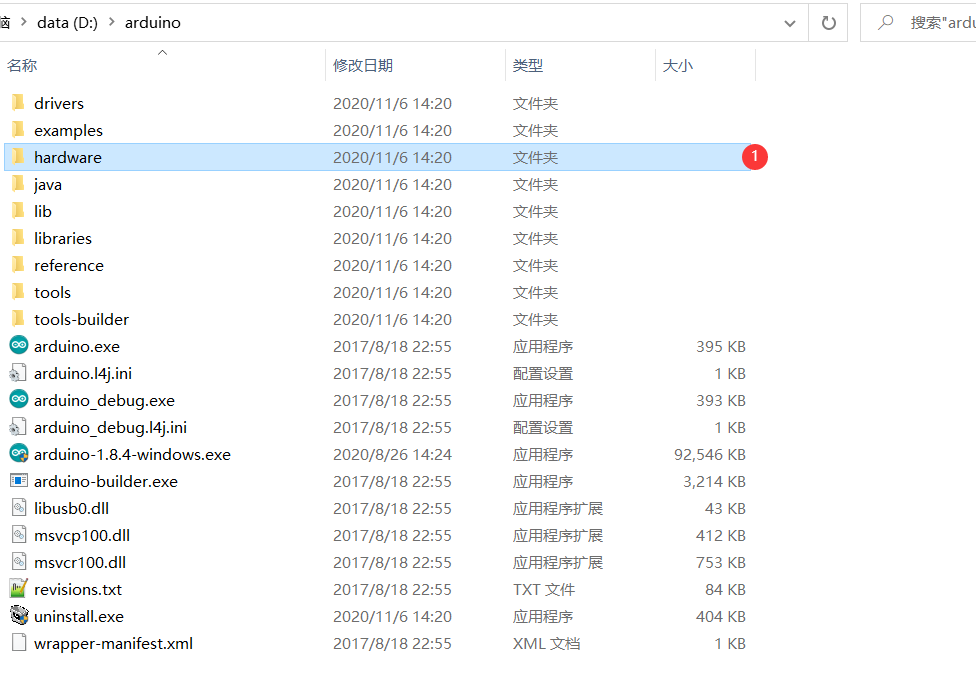 脑 > data (D:) > arduino 搜索"ardu
名称 修改日期 类型 大小
drivers 2020/11/6 14:20 文件夹
examples 2020/11/6 14:20 文件夹
hardware 2020/11/6 14:20 文件夹 1
java 2020/11/6 14:20 文件夹
lib 2020/11/6 14:20 文件夹
libraries 2020/11/6 14:20 文件夹
reference 2020/11/6 14:20 文件夹
tools 2020/11/6 14:20 文件夹
tools-builder 2020/11/6 14:20 文件夹
arduino.exe 2017/8/18 22:55 应用程序 395 KB
arduino.l4j.ini 2017/8/18 22:55 配置设置 1 KB
arduino_debug.exe 2017/8/18 22:55 应用程序 393 KB
arduino_debug.l4j.ini 2017/8/18 22:55 配置设置 1 KB
arduino-1.8.4-windows.exe 2020/8/26 14:24 应用程序 92,546 KB
arduino-builder.exe 2017/8/18 22:55 应用程序 3,214 KB
libusb0.dll 2017/8/18 22:55 应用程序扩展 43 KB
msvcp100.dll 2017/8/18 22:55 应用程序扩展 412 KB
msvcr100.dll 2017/8/18 22:55 应用程序扩展 753 KB
revisions.txt 2017/8/18 22:55 TXT 文件 84 KB
uninstall.exe 2020/11/6 14:20 应用程序 404 KB
wrapper-manifest.xml 2017/8/18 22:55 XML 文档 1 KB